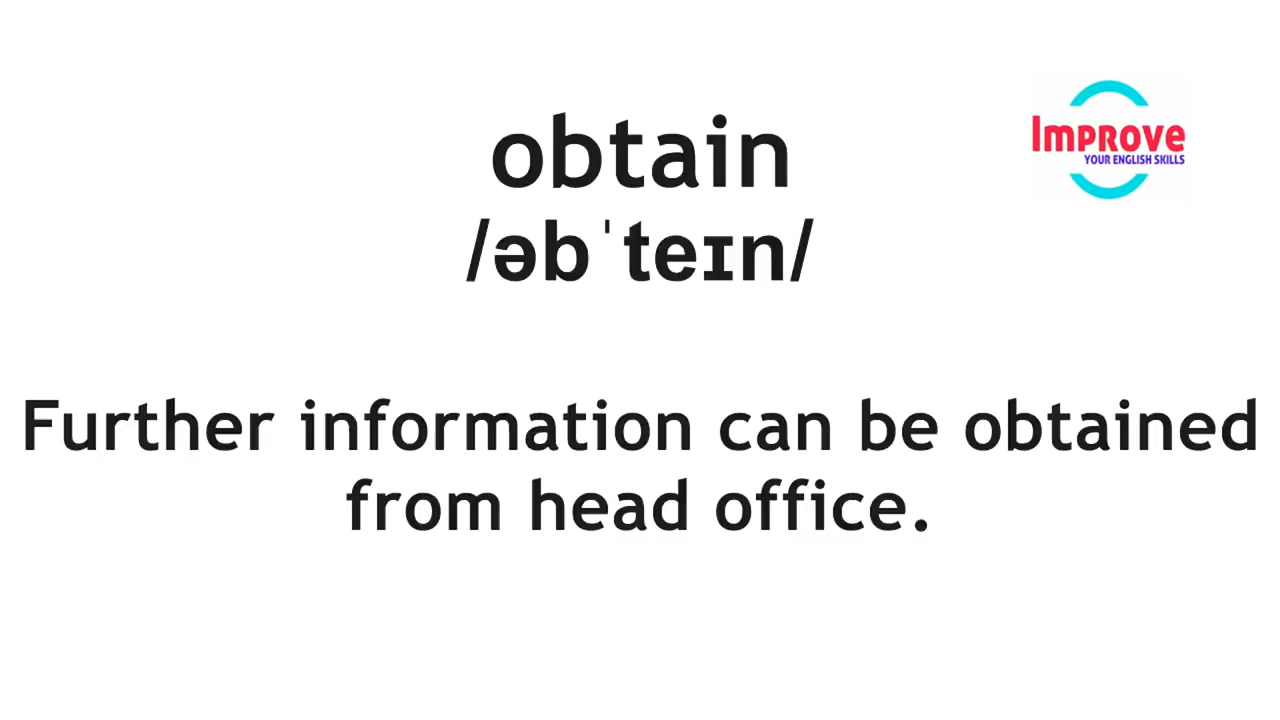 obtain
/əbˈteɪn/
Improve
YOUR ENGLISH SKILLS
Further information can be obtained
from head office.